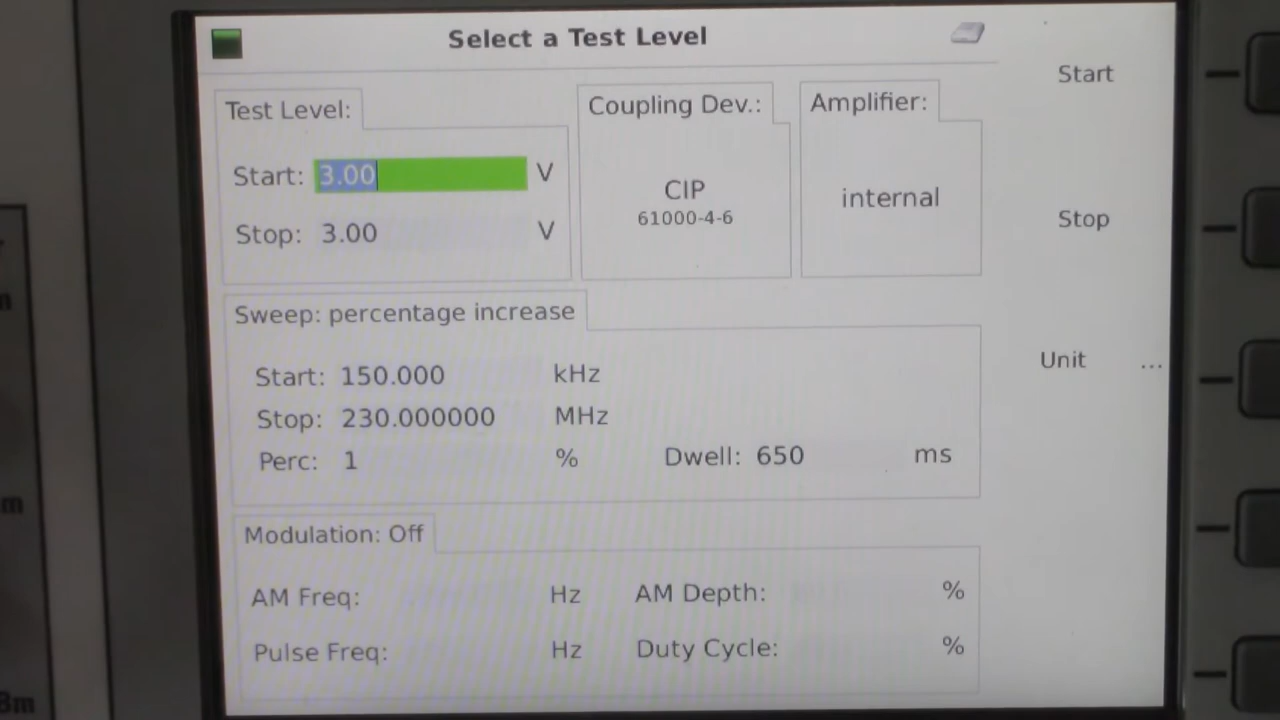 Select a Test Level
Test Level:
Start: 3.00 V
Stop: 3.00 V
Coupling Dev.:
CIP
61000-4-6
Amplifier:
internal
Sweep: percentage increase
Start: 150.000 kHz
Stop: 230.000000 MHz
Perc: 1 %
Dwell: 650 ms
Modulation: Off
AM Freq: Hz
AM Depth: %
Pulse Freq: Hz
Duty Cycle: %
Start
Stop
Unit ...
m